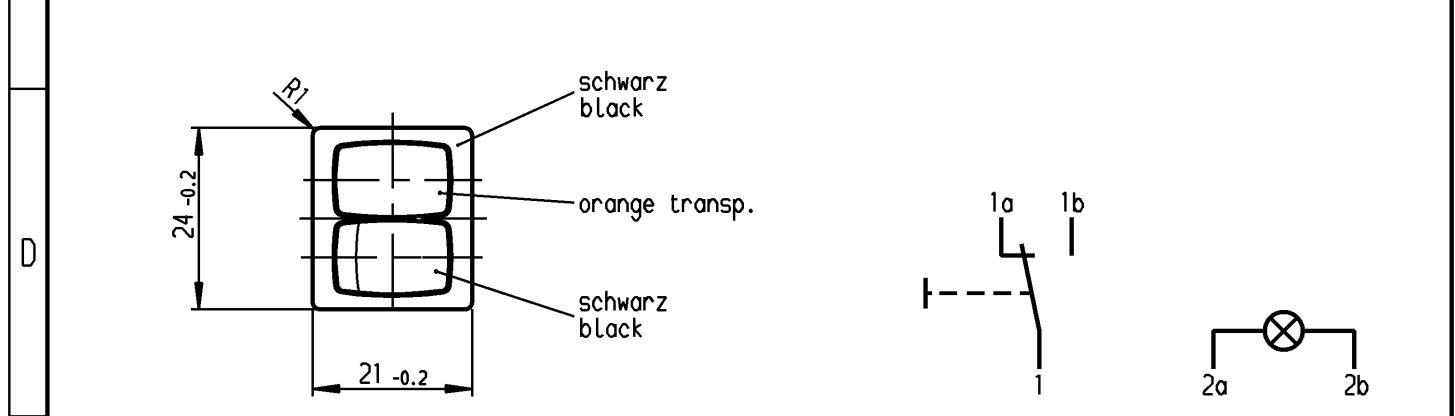 R1
schwarz
black
24 -0.2
orange transp.
1a 1b
D
schwarz
black
21 -0.2
1
2a 2b